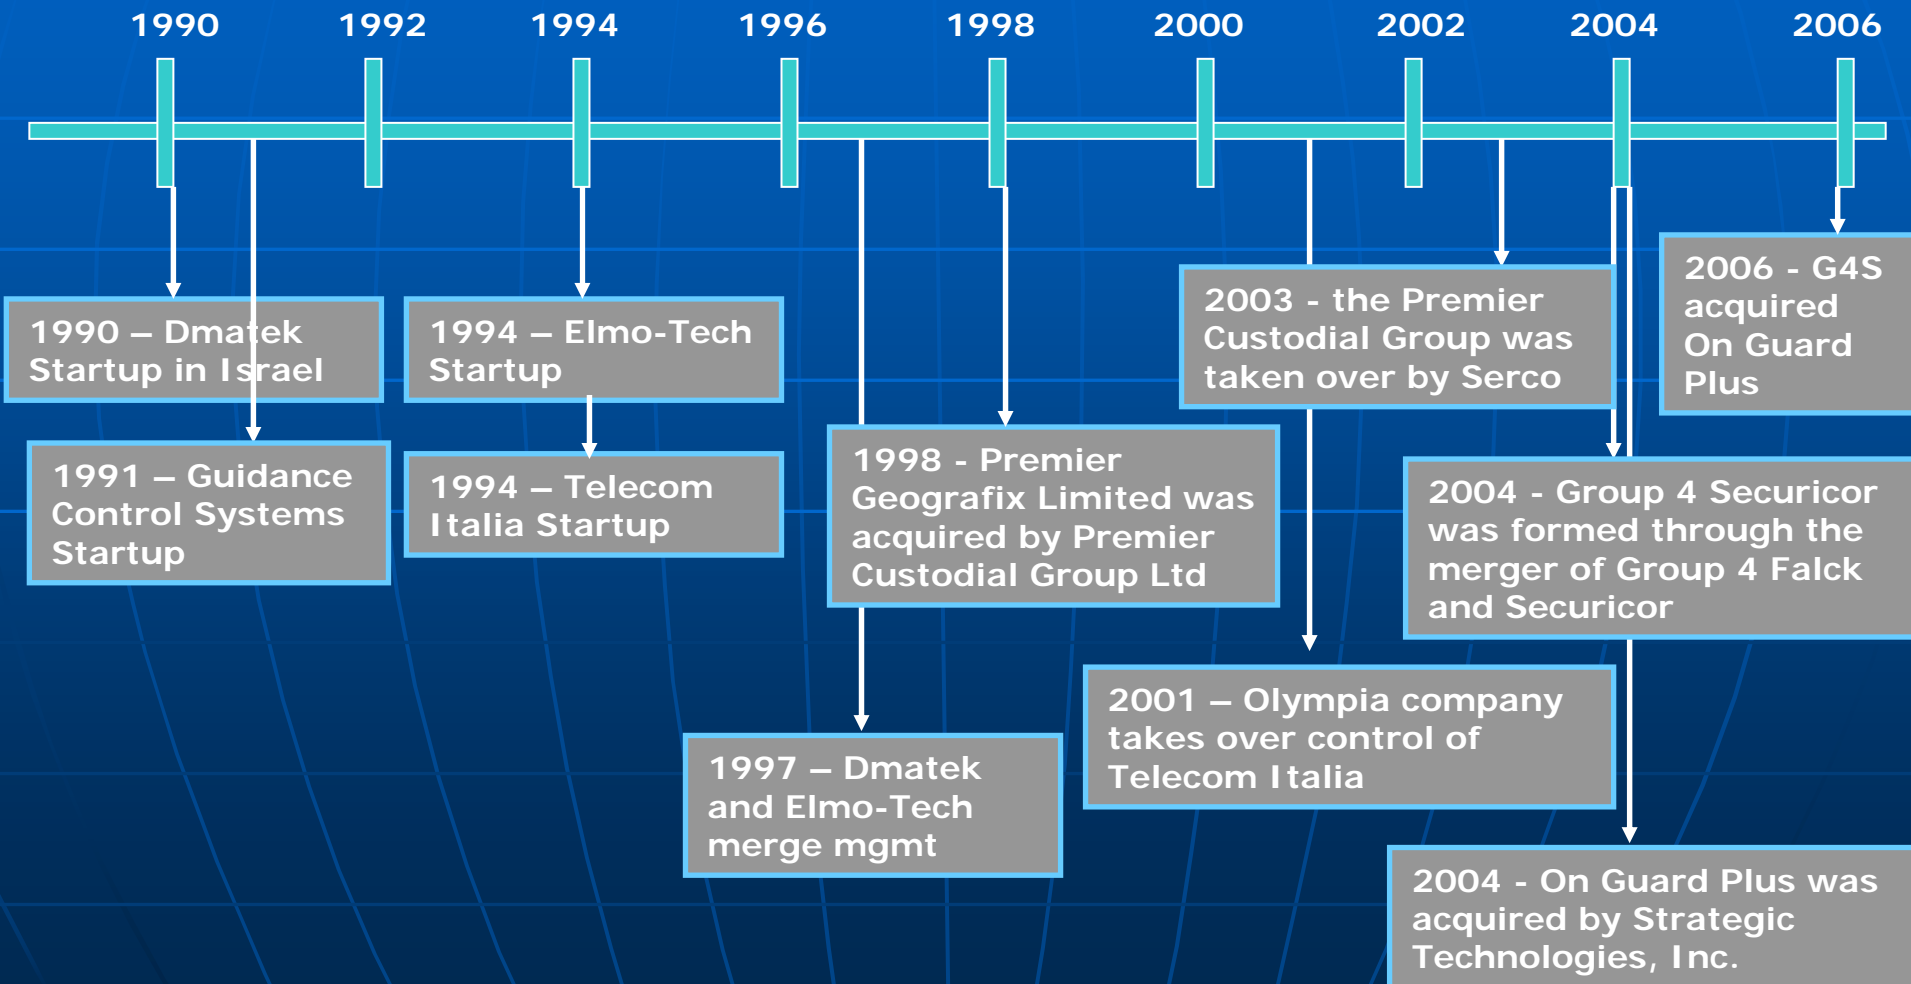 1990 1992 1994 1996 1998 2000 2002 2004 2006
1990 – Dmatek
Startup in Israel
1991 – Guidance
Control Systems
Startup
1994 – Elmo-Tech
Startup
1994 – Telecom
Italia Startup
1997 – Dmatek
and Elmo-Tech
merge mgmt
1998 - Premier
Geografix Limited was
acquired by Premier
Custodial Group Ltd
2001 – Olympia company
takes over control of
Telecom Italia
2003 - the Premier
Custodial Group was
taken over by Serco
2004 - Group 4 Securicor
was formed through the
merger of Group 4 Falck
and Securicor
2004 - On Guard Plus was
acquired by Strategic
Technologies, Inc.
2006 - G4S
acquired
On Guard
Plus